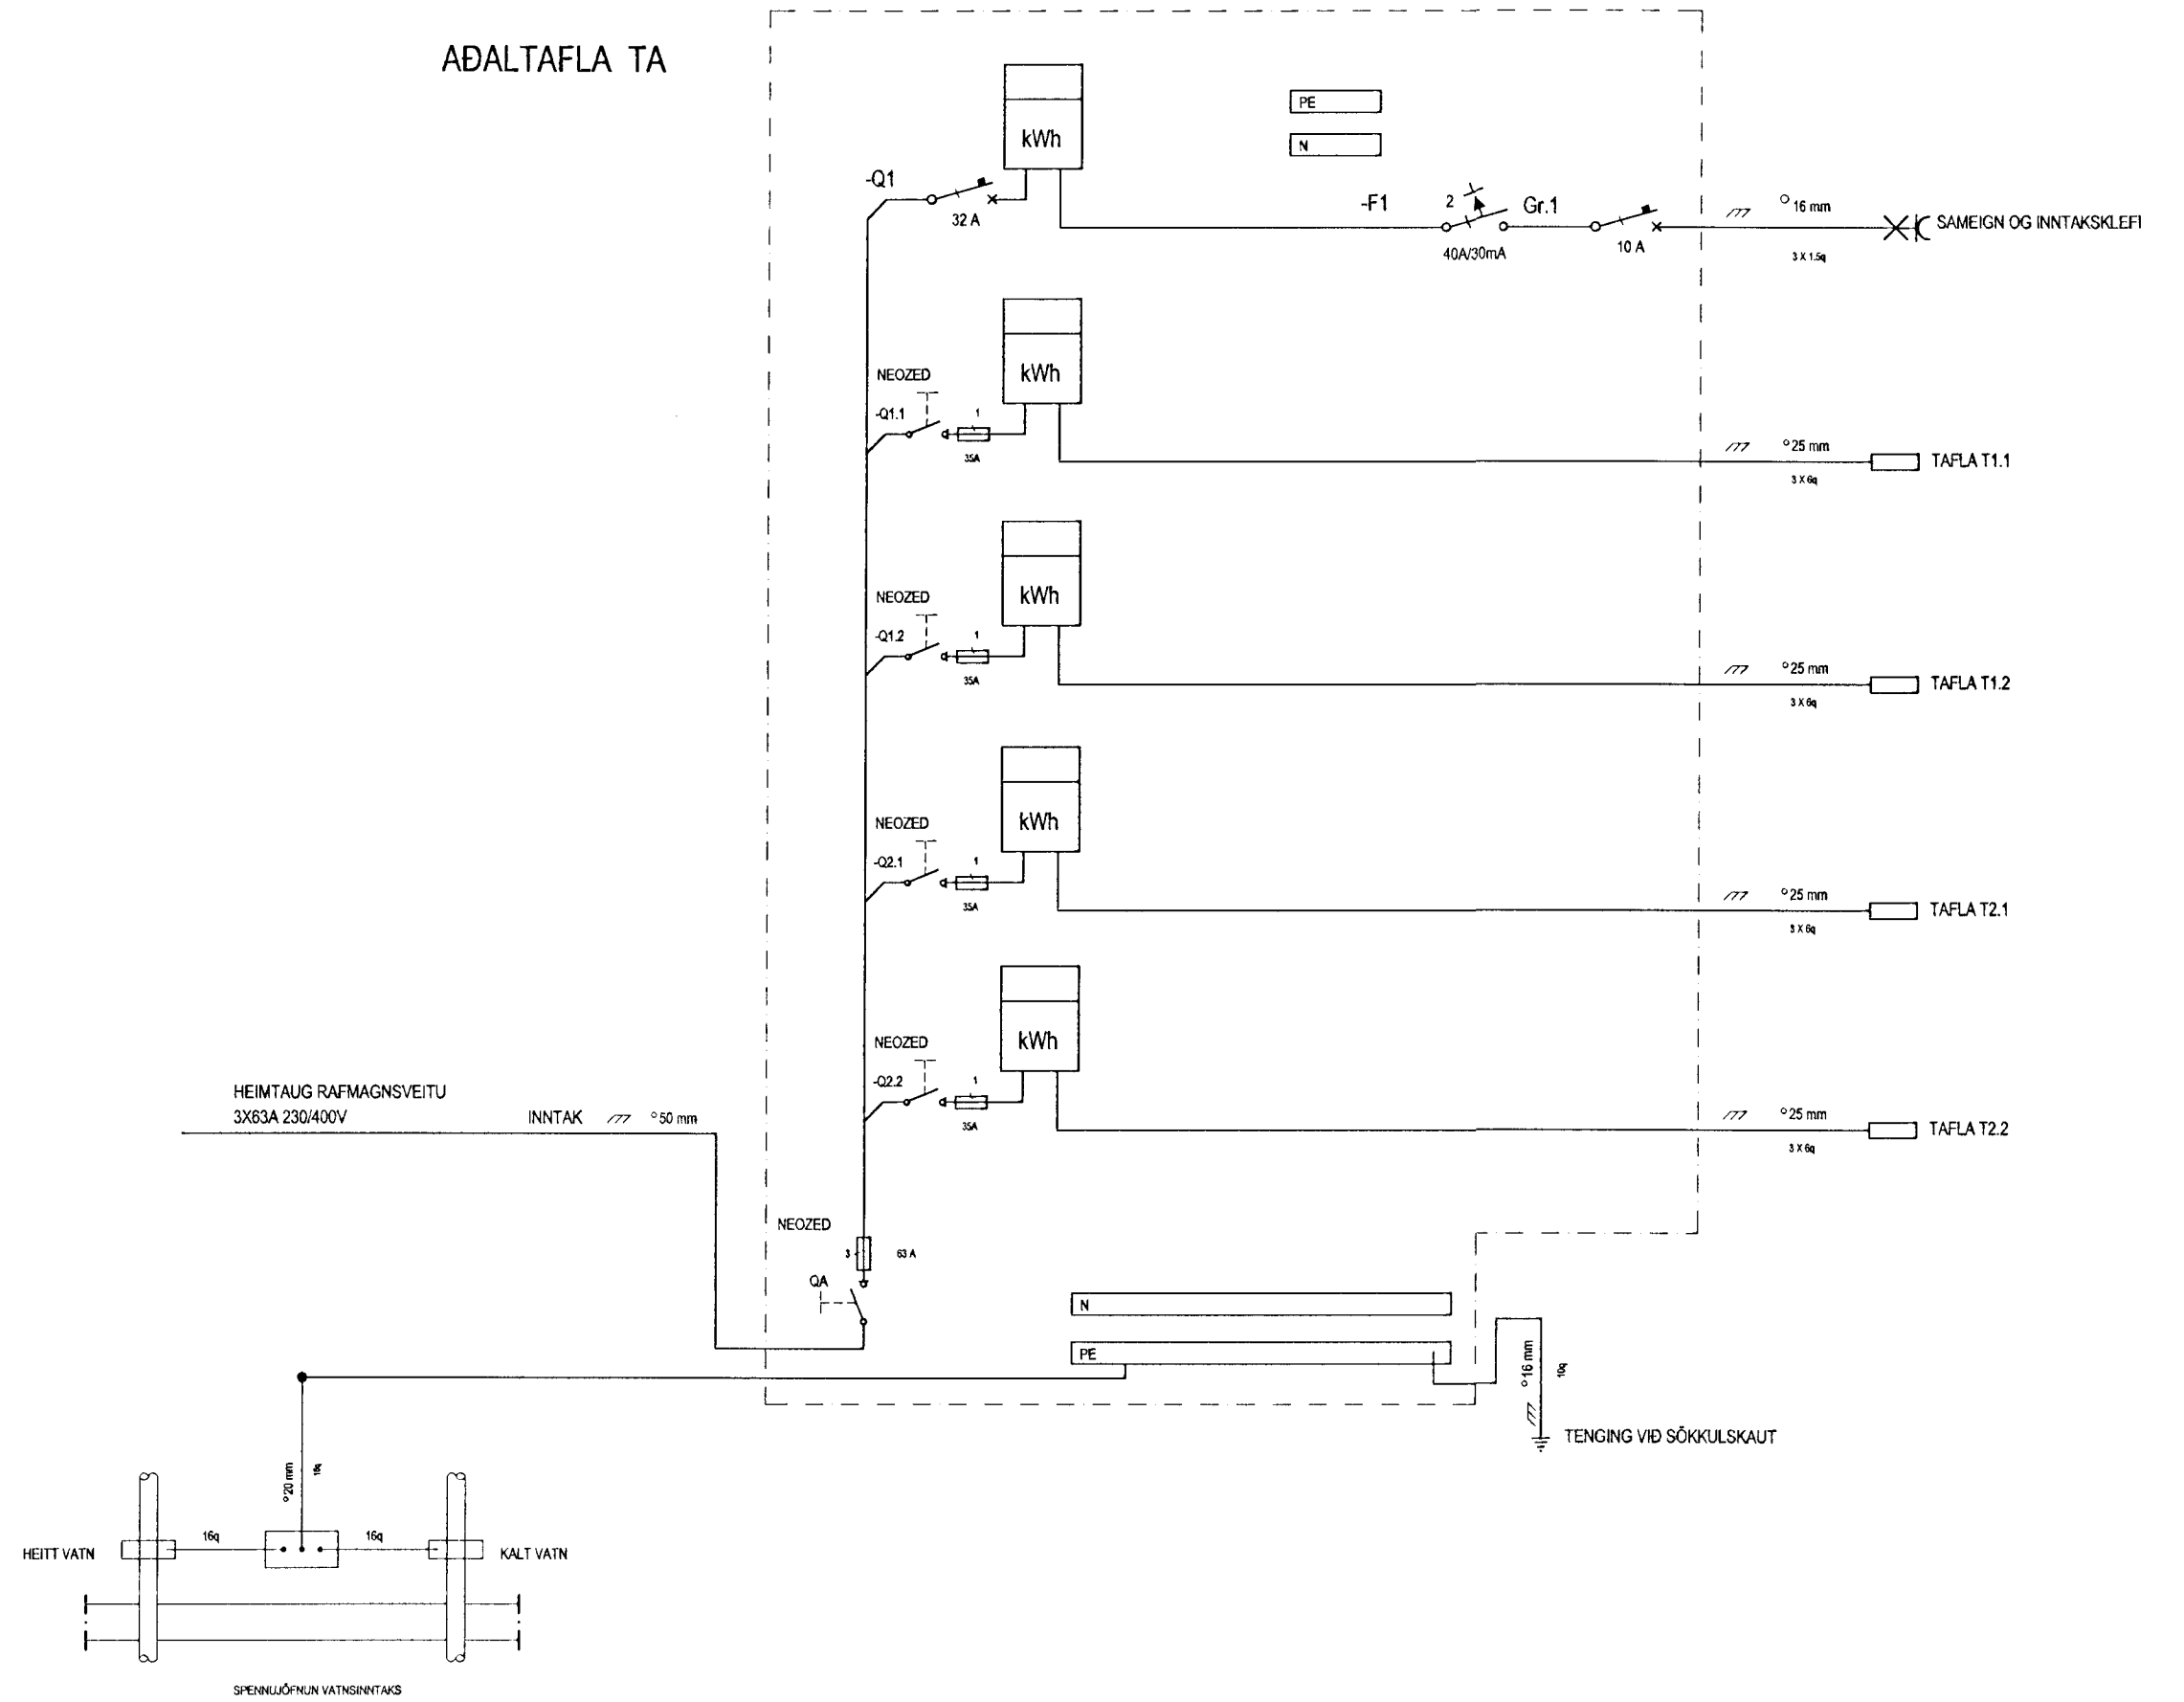 AÐALTAFLA TA
kWh
PE
N
-Q1
32 A
-F1
2
40A/30mA
Gr.1
10 A
° 16 mm
3 X 1.5q
SAMEIGN OG INNTAKSKLEFI
NEOZED
-Q1.1
1
35A
kWh
° 25 mm
3 X 6q
TAFLA T1.1
NEOZED
-Q1.2
1
35A
kWh
° 25 mm
3 X 6q
TAFLA T1.2
NEOZED
-Q2.1
1
35A
kWh
° 25 mm
3 X 6q
TAFLA T2.1
NEOZED
-Q2.2
1
35A
kWh
° 25 mm
3 X 6q
TAFLA T2.2
HEIMTAUG RAFMAGNSVEITU
3X63A 230/400V
INNTAK
° 50 mm
NEOZED
3
63 A
QA
N
PE
° 16 mm
10q
TENGING VIÐ SÖKKULSKAUT
° 20 mm
16q
HEITT VATN
16q
16q
KALT VATN
SPENNUJÖFNUN VATNSINNTAKS